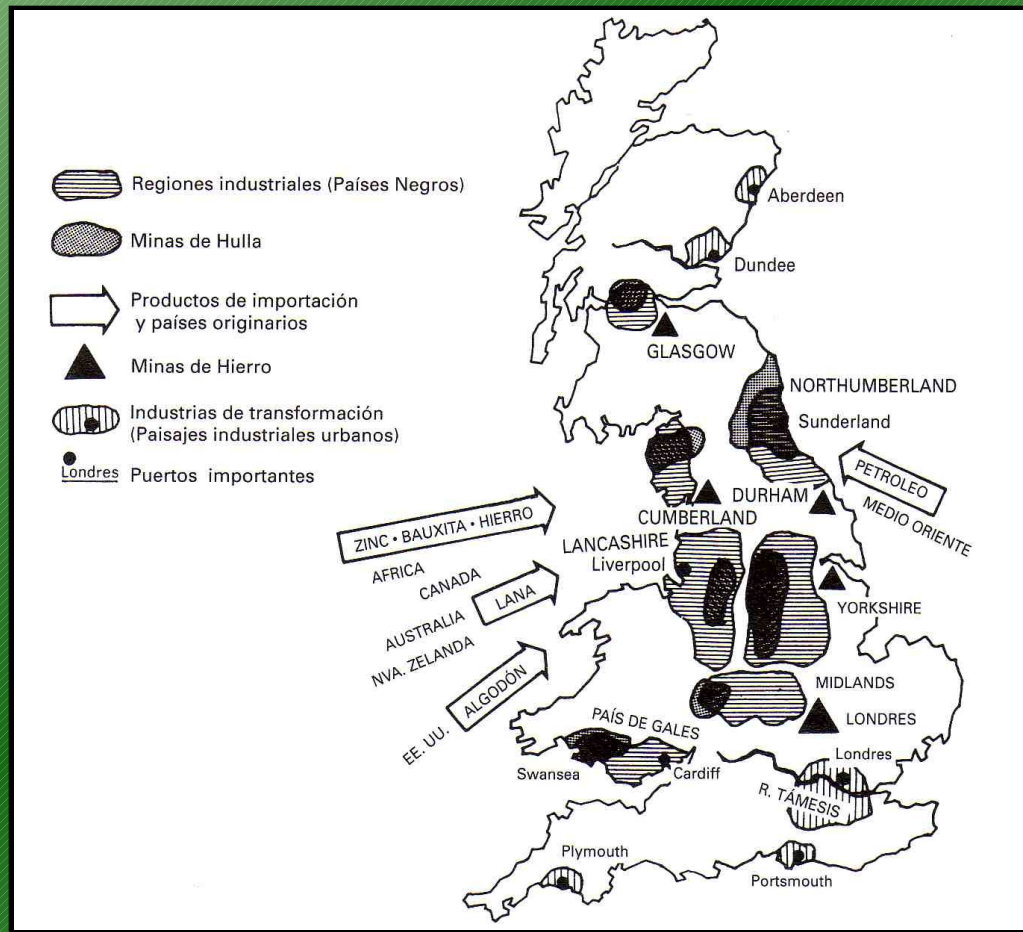 Regiones industriales (Países Negros)
Minas de Hulla
Productos de importación
y países originarios
Minas de Hierro
Industrias de transformación
(Paisajes industriales urbanos)
Londres Puertos importantes
Aberdeen
Dundee
GLASGOW
NORTHUMBERLAND
Sunderland
PETROLEO
MEDIO ORIENTE
DURHAM
CUMBERLAND
ZINC • BAUXITA • HIERRO
AFRICA
CANADA
LANCASHIRE
Liverpool
LANA
AUSTRALIA
NVA. ZELANDA
YORKSHIRE
ALGODÓN
EE. UU.
MIDLANDS
LONDRES
PAÍS DE GALES
Swansea
Cardiff
Londres
R. TÁMESIS
Plymouth
Portsmouth